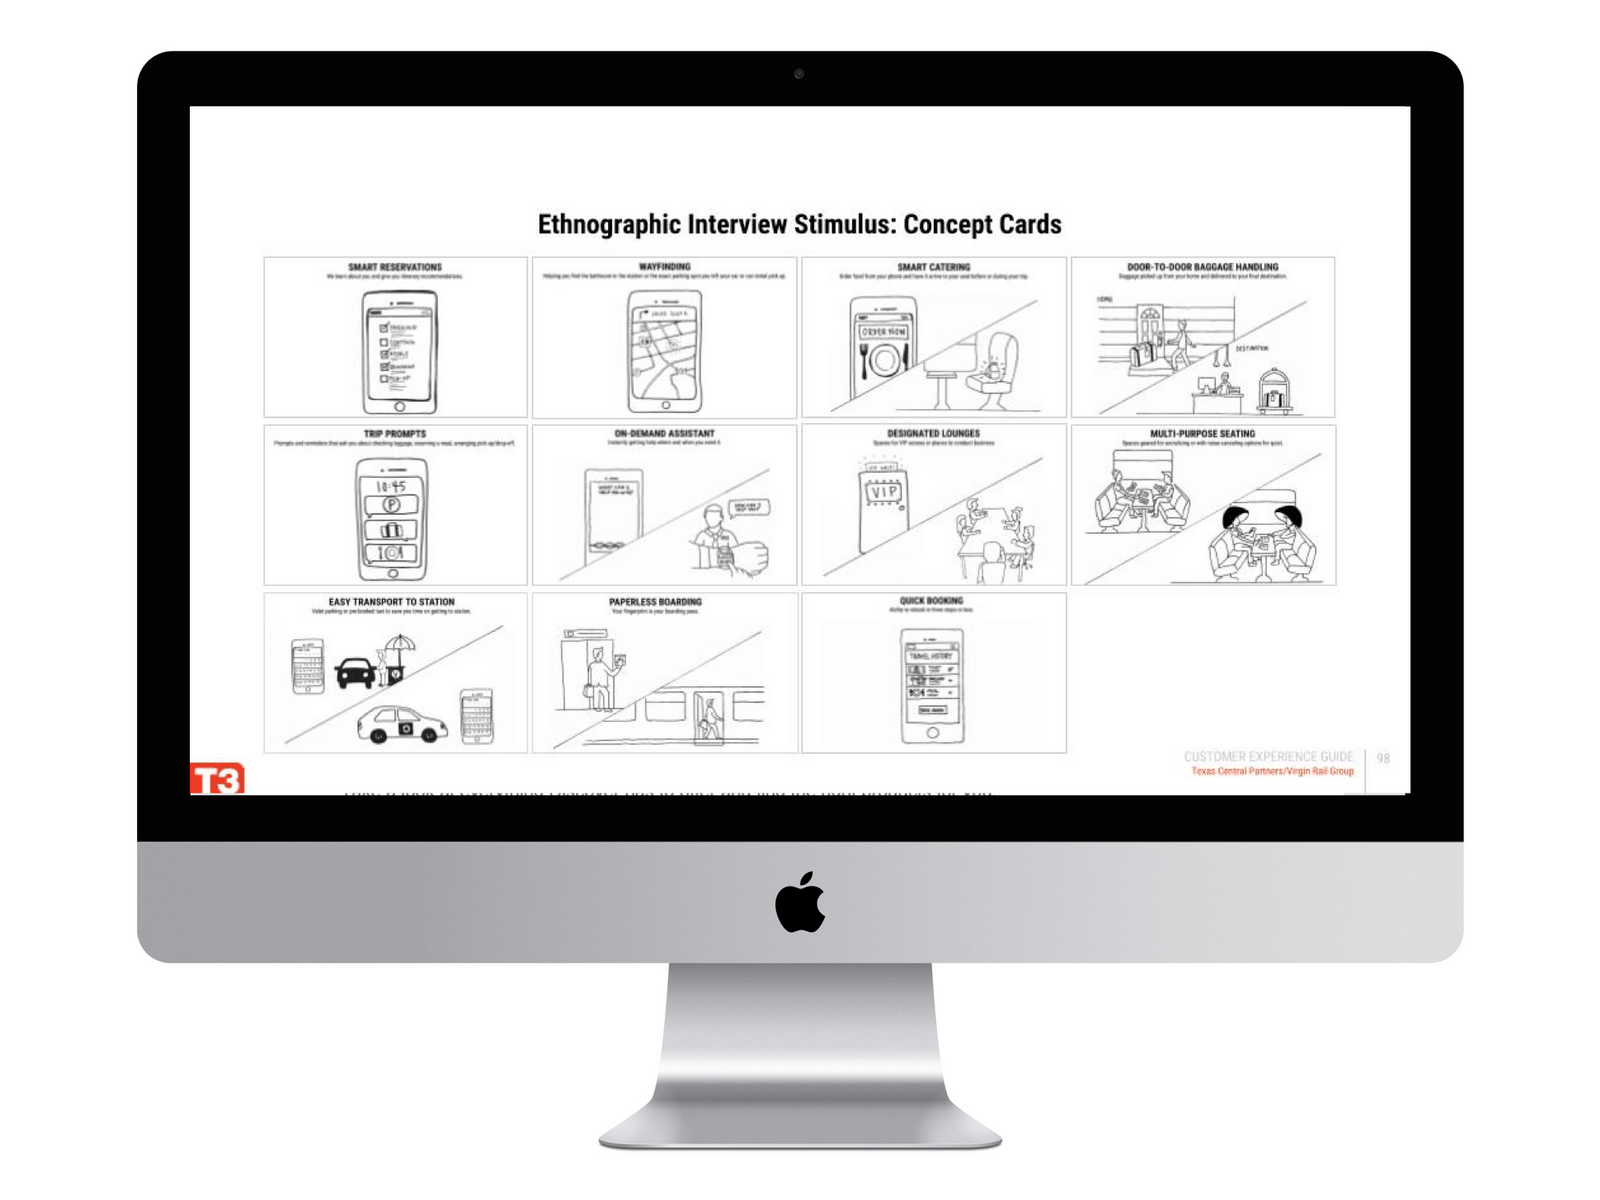 Ethnographic Interview Stimulus: Concept Cards
SMART RESERVATIONS
We learn about you and give you itinerary recommendations.
WAYFINDING
Helping you find the bathroom in the station or the exact parking spot you left your car or car rental pick up.
SMART CATERING
Order food from your phone and have it arrive to your seat before or during your trip.
ORDER NOW
DOOR-TO-DOOR BAGGAGE HANDLING
Baggage picked up from your home and delivered to your final destination.
HOME
DESTINATION
TRIP PROMPTS
Prompts and reminders that ask you about checking luggage, reserving a meal, arranging pick-up/drop-off.
10:45
P
ON-DEMAND ASSISTANT
Instantly get help where and when you need it.
DESIGNATED LOUNGES
Spaces for VIP access or places to conduct business
VIP
MULTI-PURPOSE SEATING
Spaces geared for socializing or with noise canceling options for quiet.
EASY TRANSPORT TO STATION
Valet parking or pre-booked taxi to save you time on getting to station.
PAPERLESS BOARDING
Your fingerprint is your boarding pass.
QUICK BOOKING
Ability to rebook in three steps or less.
TRAVEL HISTORY
T3
CUSTOMER EXPERIENCE GUIDE
Texas Central Partners/Virgin Rail Group
98